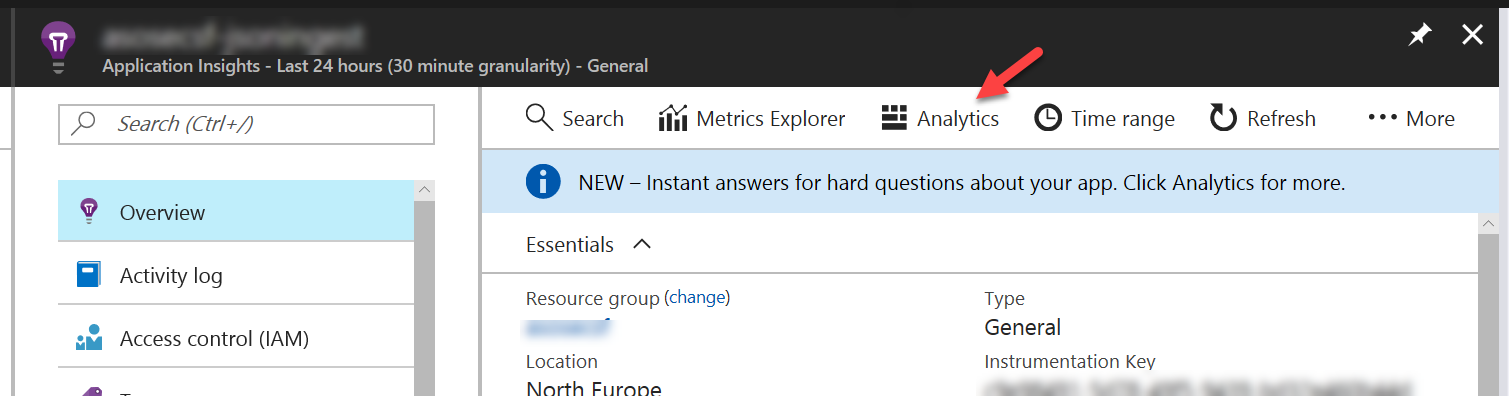 Application Insights - Last 24 hours (30 minute granularity) - General
Search (Ctrl+/)
Overview
Activity log
Access control (IAM)
Search
Metrics Explorer
Analytics
Time range
Refresh
More
NEW – Instant answers for hard questions about your app. Click Analytics for more.
Essentials
Resource group (change)
Type
General
Location
North Europe
Instrumentation Key